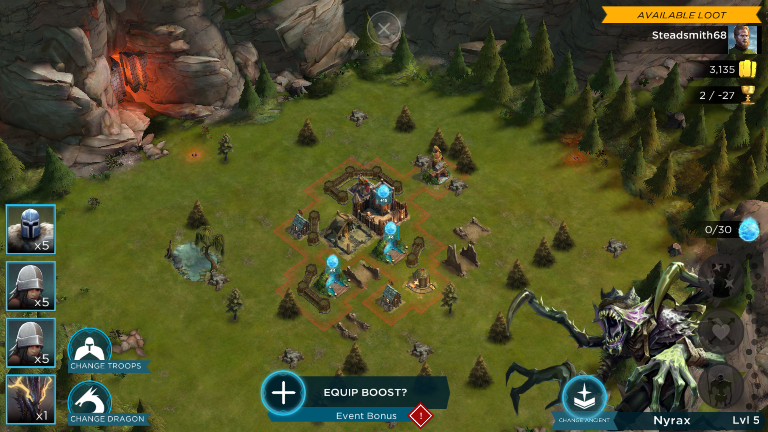 AVAILABLE LOOT
Steadsmith68
3,135
2 / -27
0/30
x5
x5
x5
x1
CHANGE TROOPS
CHANGE DRAGON
EQUIP BOOST?
Event Bonus
!
CHANGE ANCIENT
Nyrax
Lvl 5